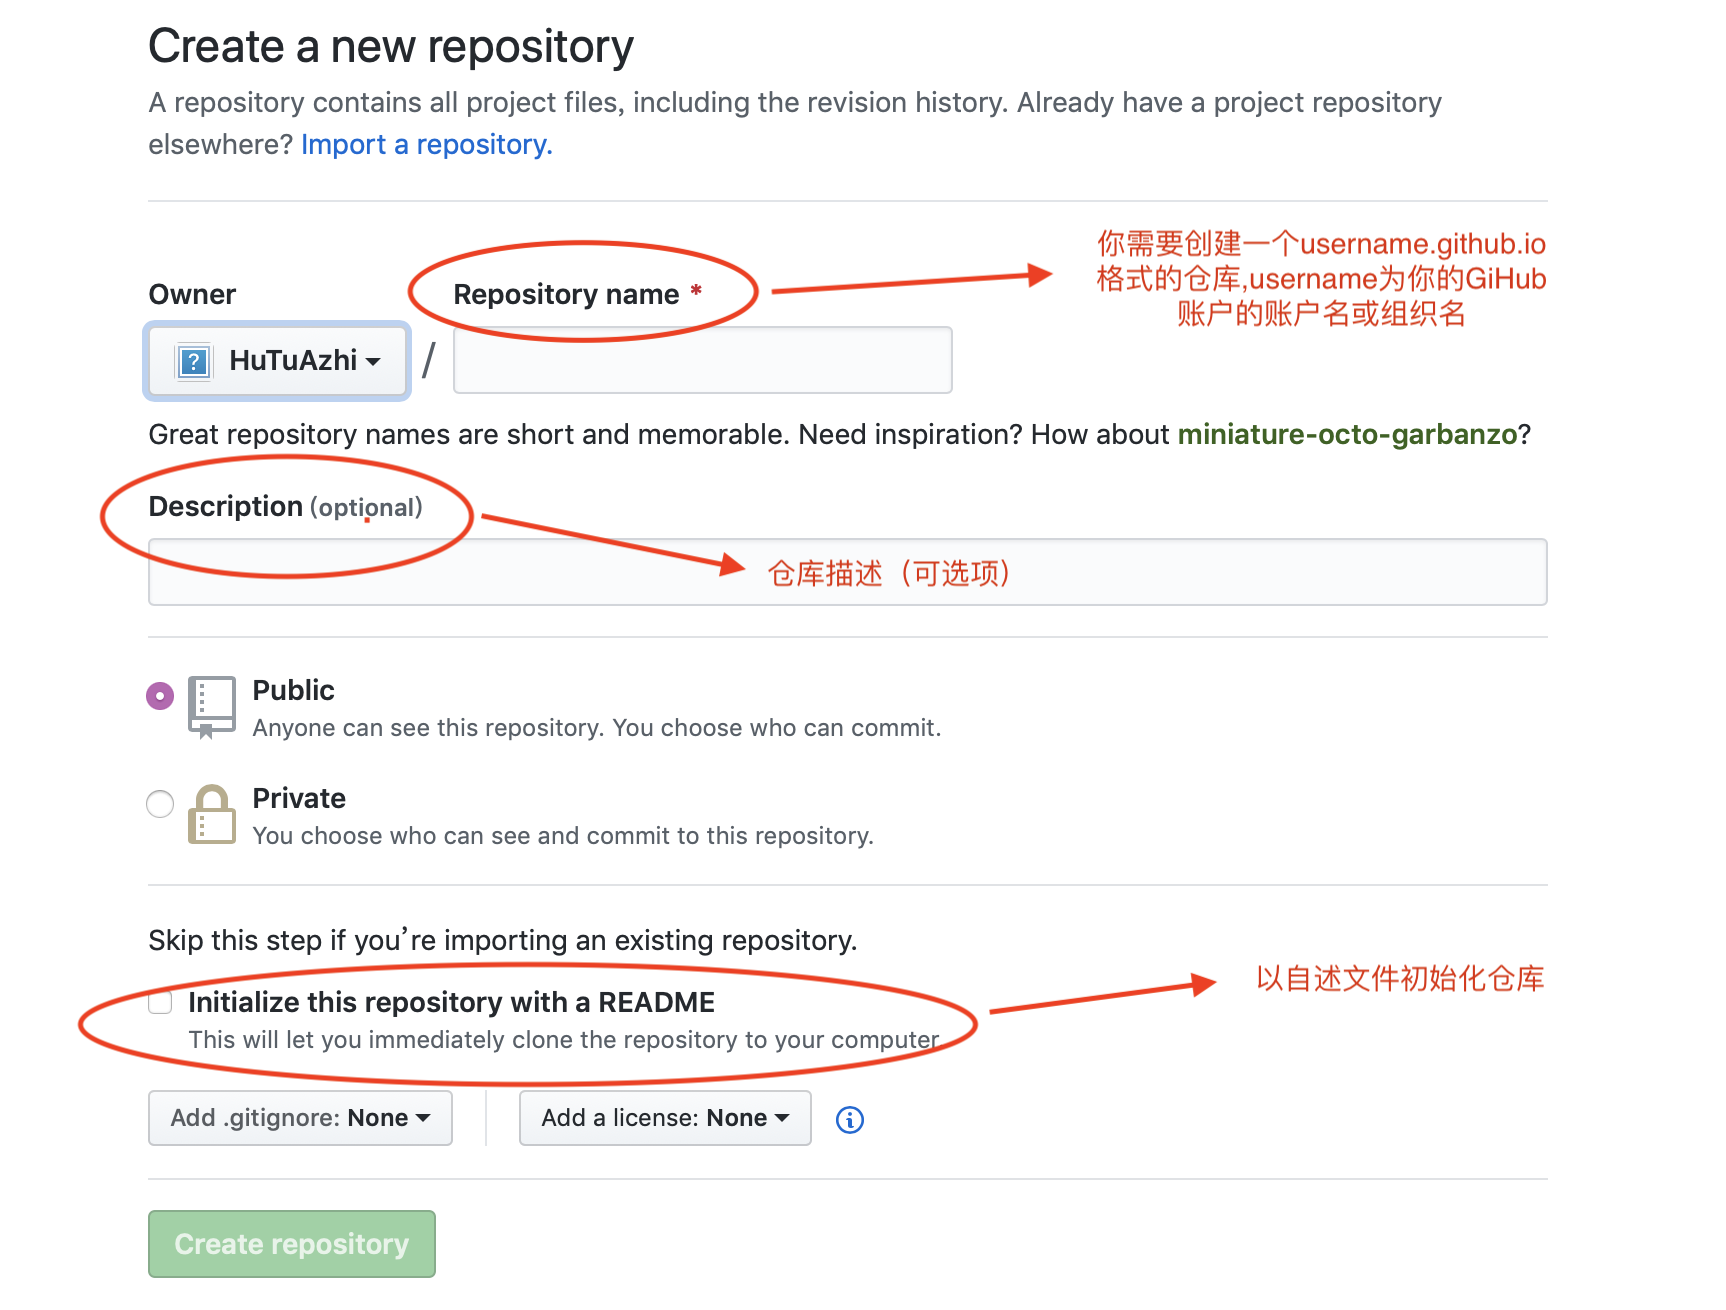 Create a new repository
A repository contains all project files, including the revision history. Already have a project repository
elsewhere? Import a repository.
你需要创建一个username.github.io
格式的仓库,username为你的GiHub
账户的账户名或组织名
Owner
Repository name *
HuTuAzhi
/
Great repository names are short and memorable. Need inspiration? How about miniature-octo-garbanzo?
Description (optional)
仓库描述（可选项）
Public
Anyone can see this repository. You choose who can commit.
Private
You choose who can see and commit to this repository.
Skip this step if you’re importing an existing repository.
以自述文件初始化仓库
Initialize this repository with a README
This will let you immediately clone the repository to your computer.
Add .gitignore: None
Add a license: None
Create repository